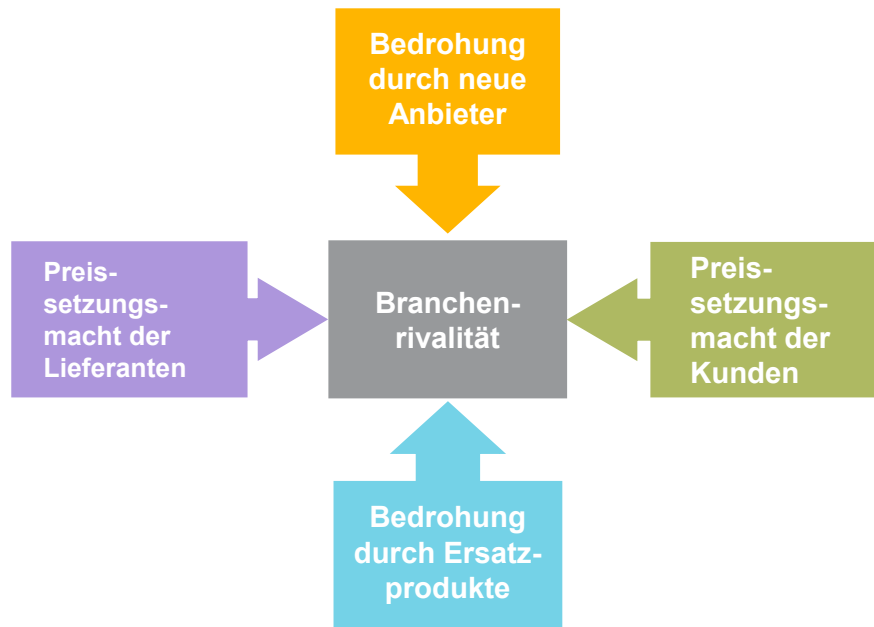 Bedrohung
durch neue
Anbieter
Preis-
setzungs-
macht der
Lieferanten
Branchen-
rivalität
Preis-
setzungs-
macht der
Kunden
Bedrohung
durch Ersatz-
produkte